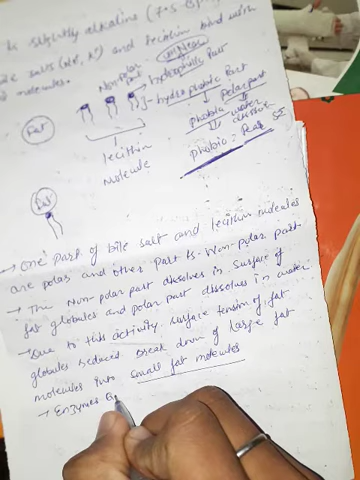 is slightly alkaline (7.5-8)
bile salts (Na+, K+) and lecithin bind with
molecules.
Non-Polar part
hydrophilic Part
hydrophobic Part
Polar part
Fat
lecithin
Molecule
phobia water
phobio = Fear
Fat
→ One part of bile salt and lecithin molecules
are polar and other part is Non-polar part
→ The Non-polar part dissolves in surface of
fat globules and polar part dissolves in water
→ Due to this activity surface tension of fat
globules reduced. Break down of large fat
molecules into small fat molecules
→ Enzymes